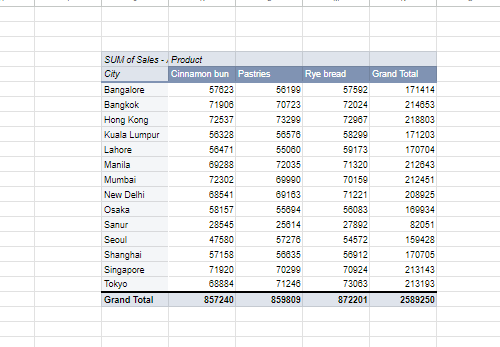 SUM of Sales - Product
City Cinnamon bun Pastries Rye bread Grand Total
Bangalore 57623 56199 57592 171414
Bangkok 71906 70723 72024 214653
Hong Kong 72537 73299 72967 218803
Kuala Lumpur 56328 56576 58299 171203
Lahore 56471 55060 59173 170704
Manila 69288 72035 71320 212643
Mumbai 72302 69990 70159 212451
New Delhi 68541 69163 71221 208925
Osaka 58157 55694 56083 169934
Sanur 28545 25614 27892 82051
Seoul 47580 57276 54572 159428
Shanghai 57158 56635 56912 170705
Singapore 71920 70299 70924 213143
Tokyo 68884 71246 73063 213193
Grand Total 857240 859809 872201 2589250